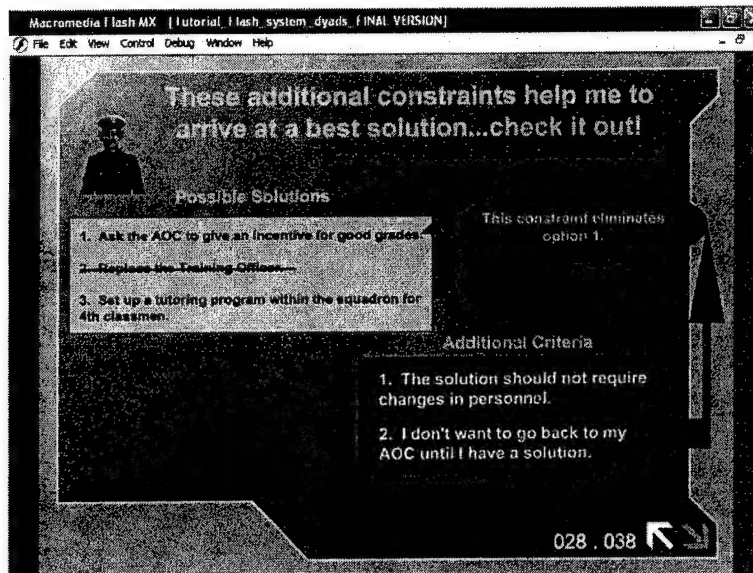 Macromedia Flash MX - [Tutorial_Flash_system_dyads_FINAL VERSION]
File Edit View Control Debug Window Help
These additional constraints help me to
arrive at a best solution...check it out!
Possible Solutions
1. Ask the AOC to give an incentive for good grades.
2. Replace the Training Officer.
3. Set up a tutoring program within the squadron for
4th classmen.
This constraint eliminates
option 1.
Additional Criteria
1. The solution should not require
changes in personnel.
2. I don't want to go back to my
AOC until I have a solution.
028 . 038